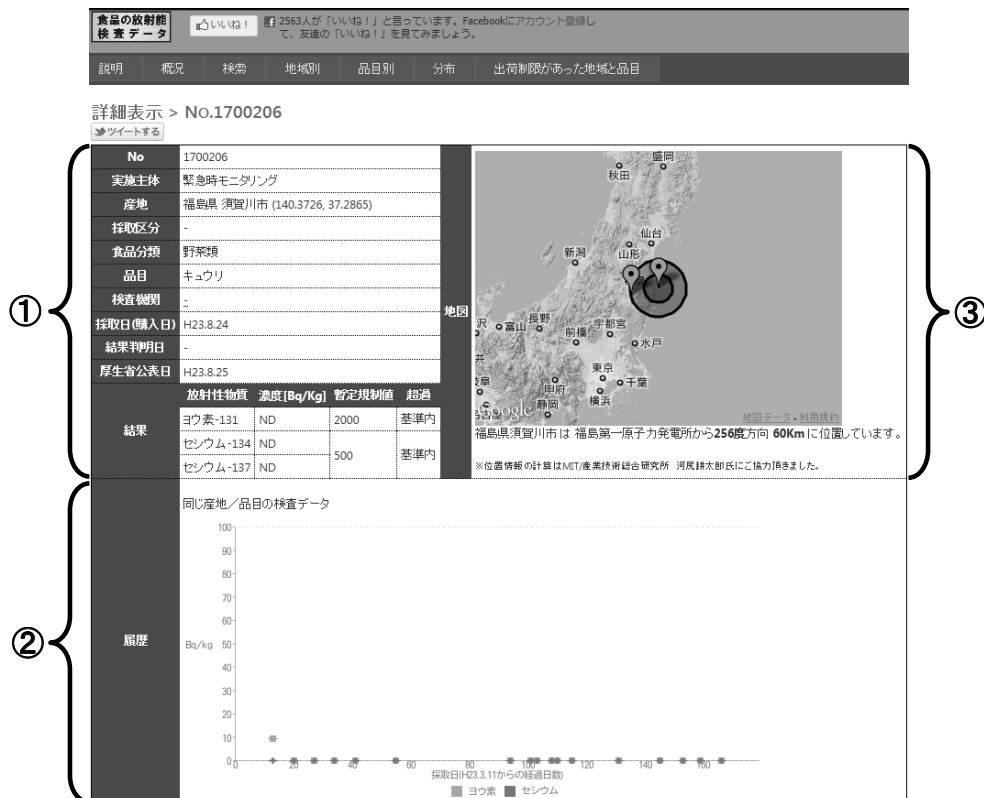 食品の放射能
検査データ
いいね！
2563人が「いいね！」と言っています。Facebookにアカウント登録し
て、友達の「いいね！」を見てみましょう。
説明 概況 検索 地域別 品目別 分布 出荷制限があった地域と品目
詳細表示 > No.1700206
ツイートする
①
No 1700206
実施主体 緊急時モニタリング
産地 福島県 須賀川市 (140.3726, 37.2865)
採取区分 -
食品分類 野菜類
品目 キュウリ
検査機関 -
採取日(購入日) H23.8.24
結果判明日 -
厚生省公表日 H23.8.25
結果
放射性物質 濃度[Bq/Kg] 暫定規制値 超過
ヨウ素-131 ND 2000 基準内
セシウム-134 ND 500 基準内
セシウム-137 ND
地図
盛岡
秋田
仙台
山形
新潟
長野
富山
沢
前橋
宇都宮
水戸
井
東京
千葉
岐阜
甲府
横浜
静岡
名古屋
Google
地図データ - 利用規約
福島県須賀川市 は 福島第一原子力発電所から256度方向 60Km に位置しています。
※位置情報の計算はMIT/産業技術総合研究所 河尻耕太郎氏にご協力頂きました。
③
②
履歴
同じ産地／品目の検査データ
100
90
80
70
60
Bq/kg 50
40
30
20
10
0
0 20 40 60 80 100 120 140 160
採取日(H23.3.11からの経過日数)
ヨウ素 セシウム